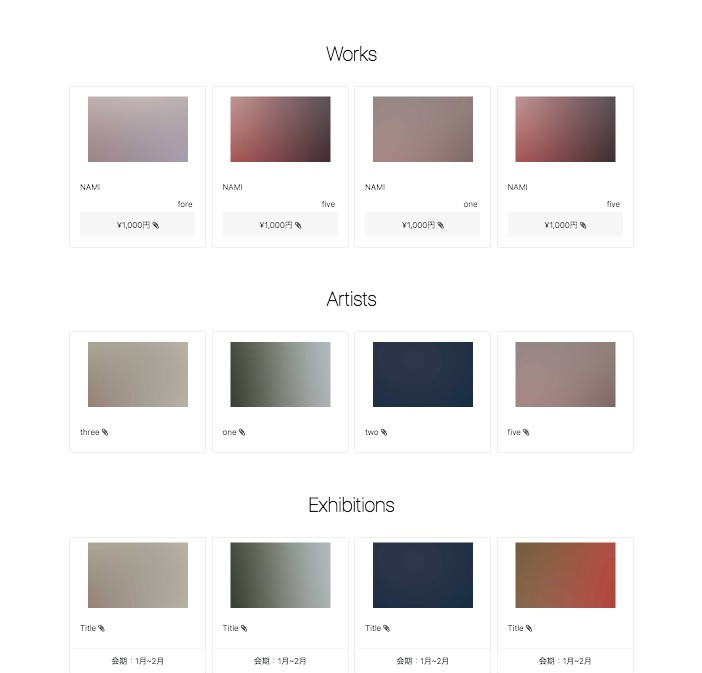 Works
NAMI
fore
¥1,000円
NAMI
five
¥1,000円
NAMI
one
¥1,000円
NAMI
five
¥1,000円
Artists
three
one
two
five
Exhibitions
Title
会期：1月~2月
Title
会期：1月~2月
Title
会期：1月~2月
Title
会期：1月~2月